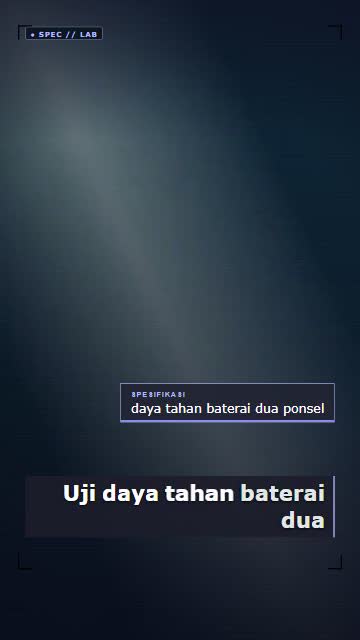 SPEC // LAB
SPESIFIKASI
daya tahan baterai dua ponsel
Uji daya tahan baterai
dua